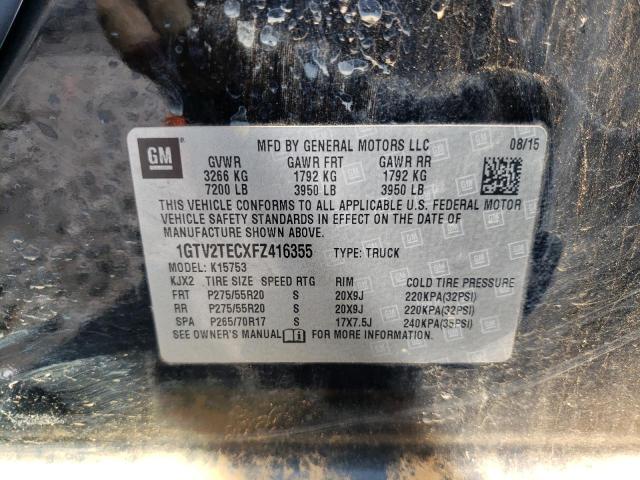 GM
MFD BY GENERAL MOTORS LLC 08/15
GVWR GAWR FRT GAWR RR
3266 KG 1792 KG 1792 KG
7200 LB 3950 LB 3950 LB
THIS VEHICLE CONFORMS TO ALL APPLICABLE U.S. FEDERAL MOTOR
VEHICLE SAFETY STANDARDS IN EFFECT ON THE DATE OF
MANUFACTURE SHOWN ABOVE.
1GTV2TECXFZ416355 TYPE: TRUCK
MODEL: K15753
KJX2 TIRE SIZE SPEED RTG RIM COLD TIRE PRESSURE
FRT P275/55R20 S 20X9J 220KPA(32PSI)
RR P275/55R20 S 20X9J 220KPA(32PSI)
SPA P265/70R17 S 17X7.5J 240KPA(35PSI)
SEE OWNER'S MANUAL FOR MORE INFORMATION.